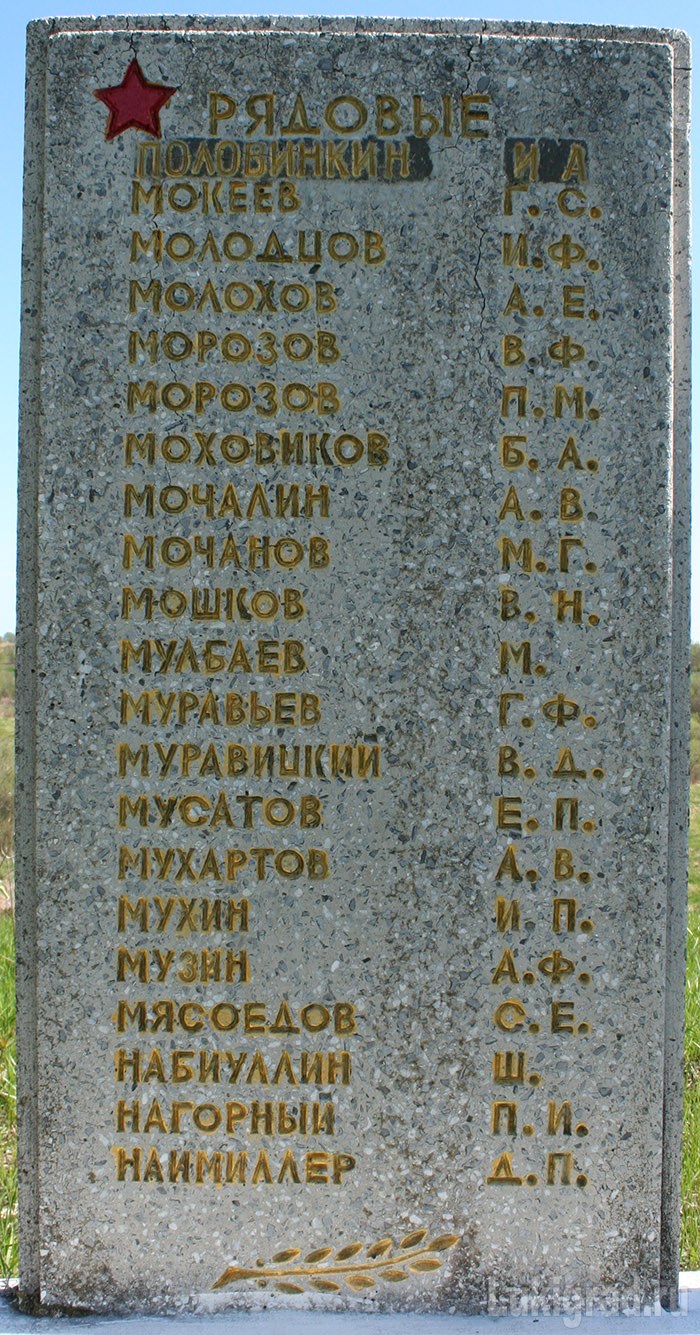 РЯДОВЫЕ
ПОЛОВИНКИН И А
МОКЕЕВ Г. С.
МОЛОДЦОВ И. Ф.
МОЛОХОВ А. Е.
МОРОЗОВ В. Ф.
МОРОЗОВ П. М.
МОХОВИКОВ Б. А.
МОЧАЛИН А. В.
МОЧАНОВ М. Г.
МОШКОВ В. Н.
МУЛБАЕВ М.
МУРАВЬЕВ Г. Ф.
МУРАВИЦКИЙ В. Д.
МУСАТОВ Е. П.
МУХАРТОВ А. В.
МУХИН И. П.
МУЗИН А. Ф.
МЯСОЕДОВ С. Е.
НАБИУЛЛИН Ш.
НАГОРНЫЙ П. И.
НАИМИЛЛЕР Д. П.